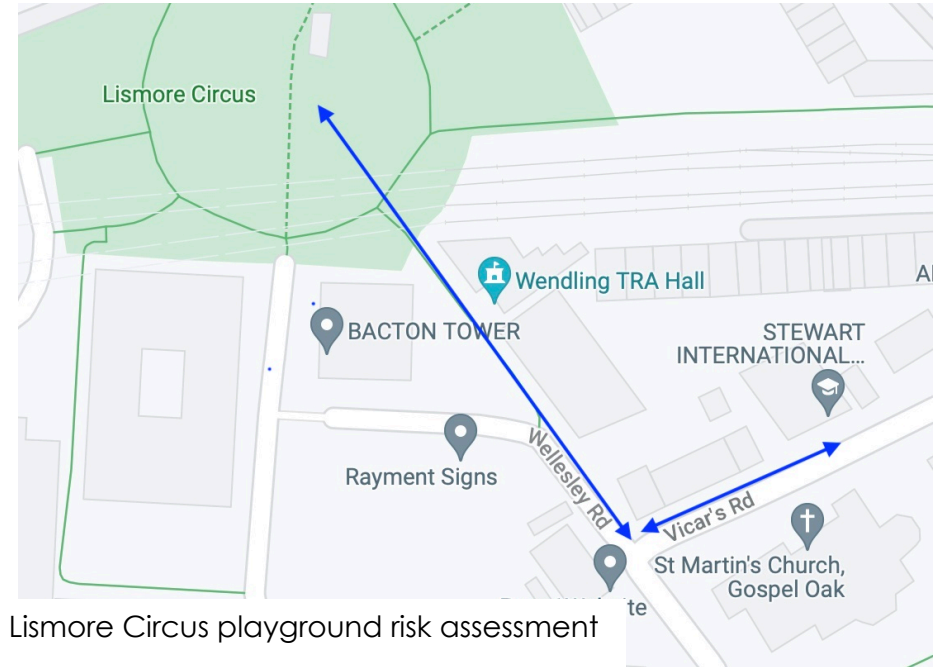 Lismore Circus
Wendling TRA Hall
BACTON TOWER
STEWART
INTERNATIONAL...
Rayment Signs
Wellesley Rd
Vicar's Rd
St Martin's Church,
Gospel Oak
Lismore Circus playground risk assessment